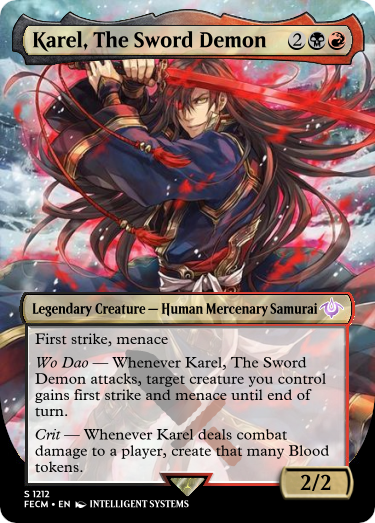 Karel, The Sword Demon 2
Legendary Creature — Human Mercenary Samurai
First strike, menace
Wo Dao — Whenever Karel, The Sword
Demon attacks, target creature you control
gains first strike and menace until end of
turn.
Crit — Whenever Karel deals combat
damage to a player, create that many Blood
tokens.
2/2
S 1212
FECM • EN INTELLIGENT SYSTEMS